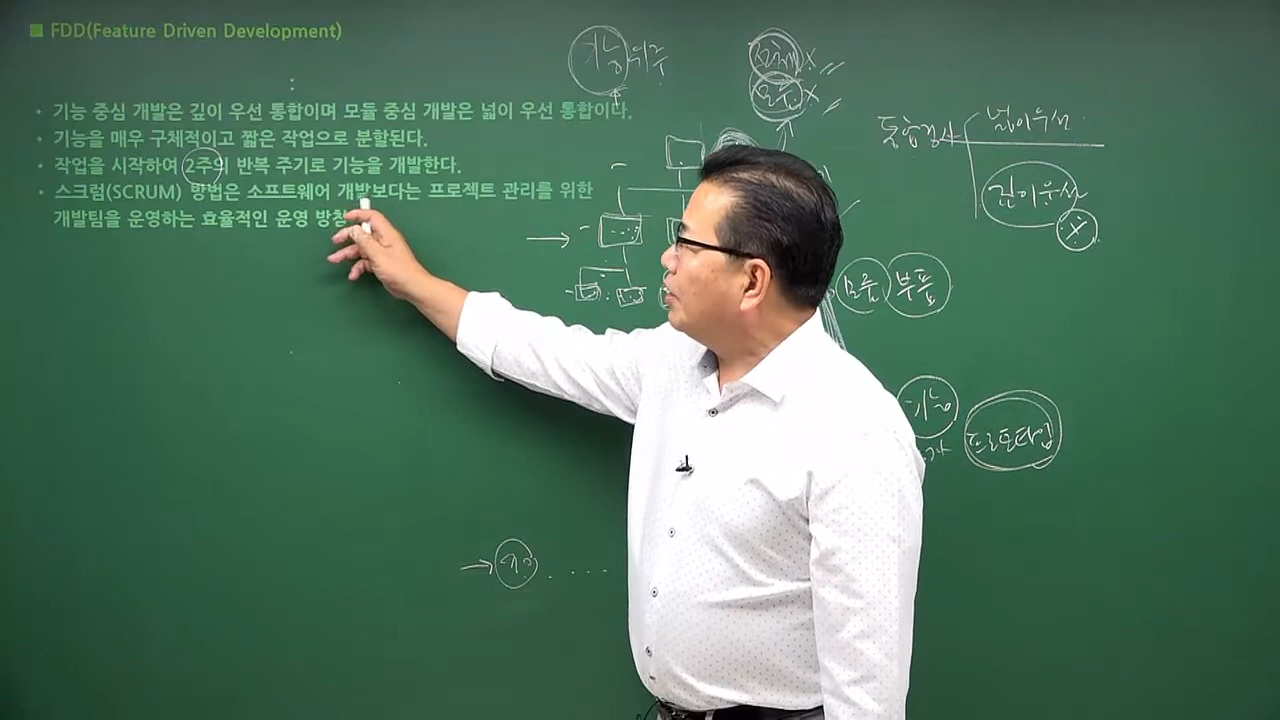 ■ FDD(Feature Driven Development)
• 기능 중심 개발은 깊이 우선 통합이며 모듈 중심 개발은 넓이 우선 통합이다.
• 기능을 매우 구체적이고 짧은 작업으로 분할된다.
• 작업을 시작하여 2주의 반복 주기로 기능을 개발한다.
• 스크럼(SCRUM) 방법은 소프트웨어 개발보다는 프로젝트 관리를 위한
개발팀을 운영하는 효율적인 운영 방침
기능 위주
모듈 X
통합검사
넓이우선
깊이우선
모듈 부품
기능
프로토타입